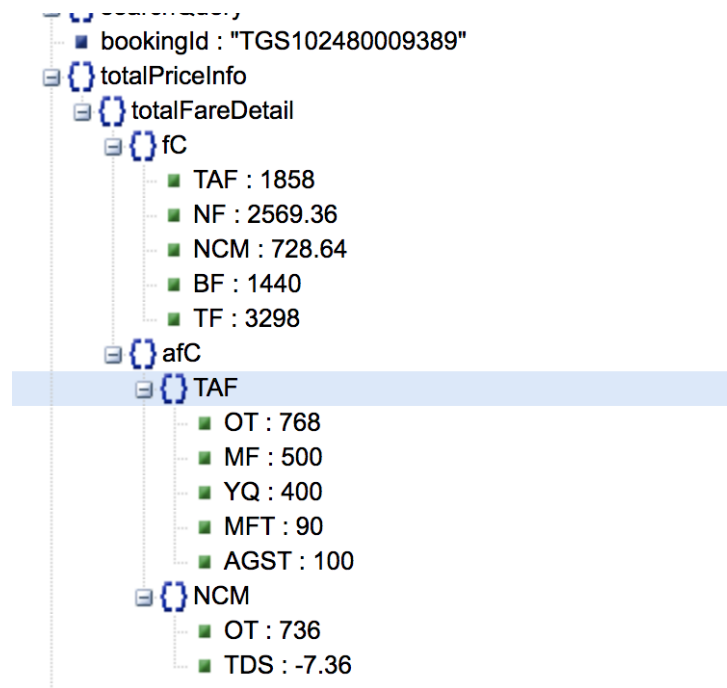 bookingId : "TGS102480009389"
totalPriceInfo
totalFareDetail
fC
TAF : 1858
NF : 2569.36
NCM : 728.64
BF : 1440
TF : 3298
afC
TAF
OT : 768
MF : 500
YQ : 400
MFT : 90
AGST : 100
NCM
OT : 736
TDS : -7.36